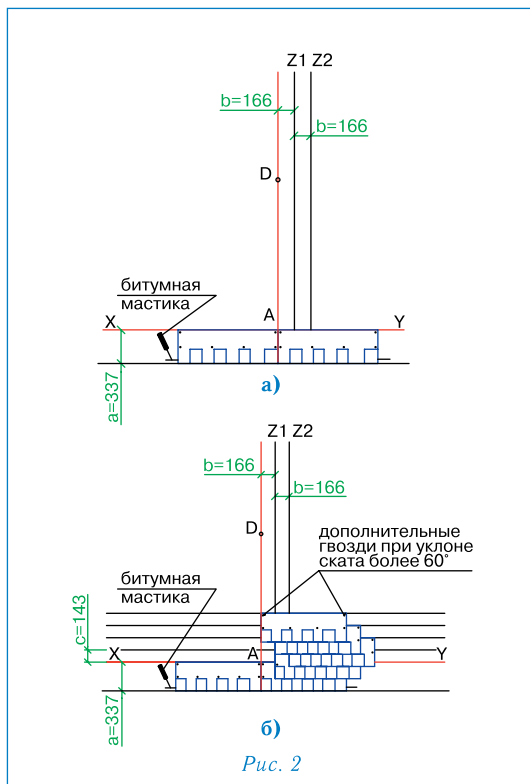 Z1 Z2
b=166
b=166
D
битумная
мастика
X
A
Y
a=337
а)
Z1 Z2
b=166
b=166
D
дополнительные
гвозди при уклоне
ската более 60°
битумная
мастика
c=143
X
A
Y
a=337
б)
Рис. 2